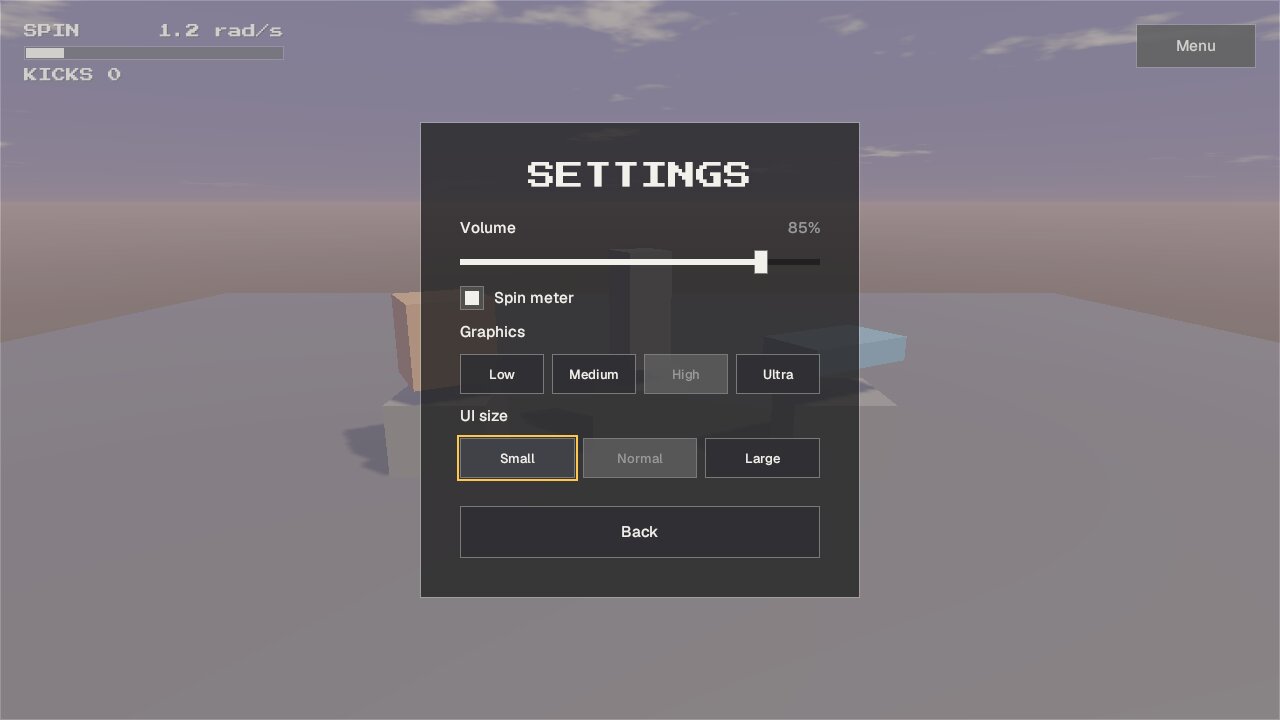 SPIN 1.2 rad/s
KICKS 0
Menu
SETTINGS
Volume 85%
Spin meter
Graphics
Low Medium High Ultra
UI size
Small Normal Large
Back